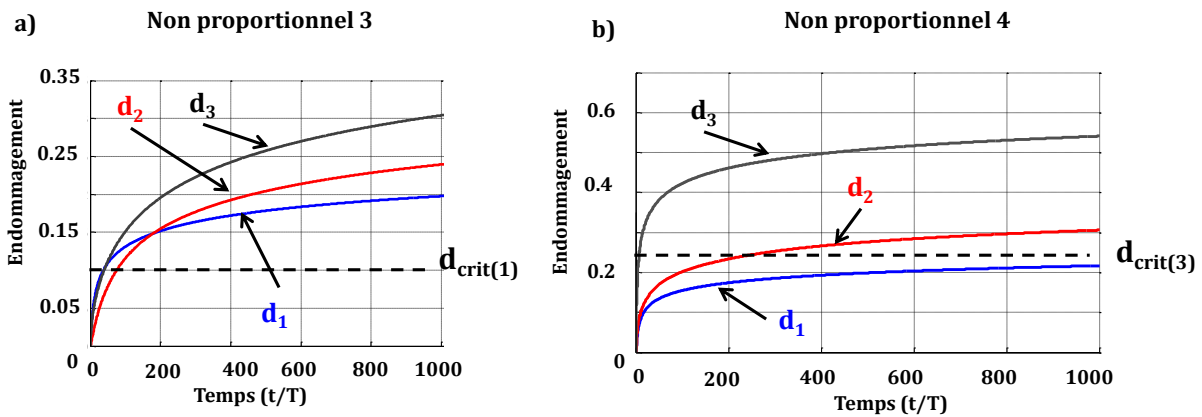 a)
Non proportionnel 3
0.35
0.25
0.15
0.05
0
Endommagement
d2
d3
d1
dcrit(1)
0 200 400 600 800 1000
Temps (t/T)
b)
Non proportionnel 4
0.6
0.4
0.2
0
Endommagement
d3
d2
d1
dcrit(3)
200 400 600 800 1000
Temps (t/T)